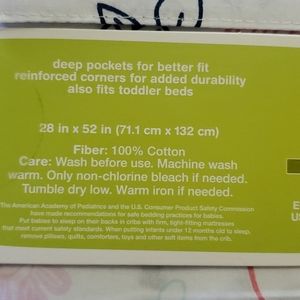 deep pockets for better fit
reinforced corners for added durability
also fits toddler beds
28 in x 52 in (71.1 cm x 132 cm)
Fiber: 100% Cotton
Care: Wash before use. Machine wash
warm. Only non-chlorine bleach if needed.
Tumble dry low. Warm iron if needed.
The American Academy of Pediatrics and the U.S. Consumer Product Safety Commission
have made recommendations for safe bedding practices for babies.
Put babies to sleep on their backs in cribs with firm, tight-fitting mattresses
that meet current safety standards. When putting infants under 12 months old to sleep,
remove pillows, quilts, comforters, toys and other soft items from the crib.
E
US